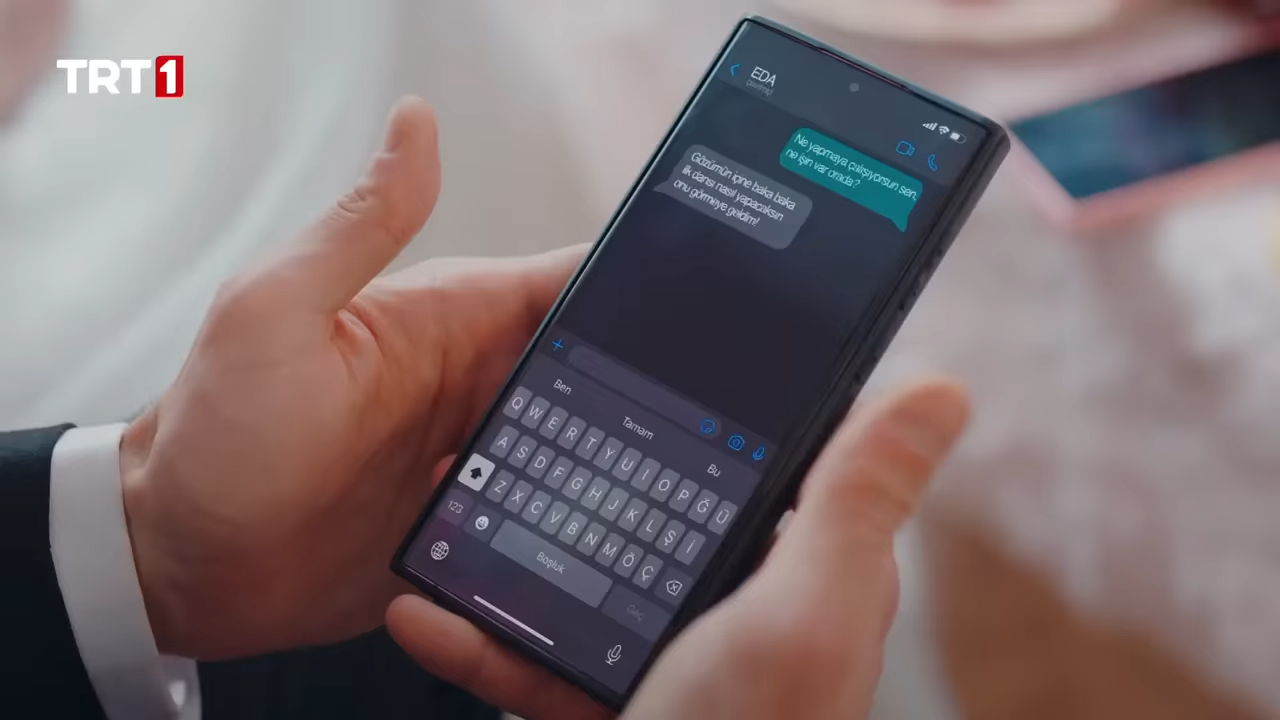 TRT1
EDA
çevrimiçi
Ne yapmaya çalışıyorsun sen,
ne işin var orada?
Gözümün içine baka baka
ilk dansı nasıl yapacaksın
onu görmeye geldim!
Ben Tamam Bu
Q W E R T Y U I O P Ğ Ü
A S D F G H J K L Ş İ
Z X C V B N M Ö Ç
123 Boşluk Geç